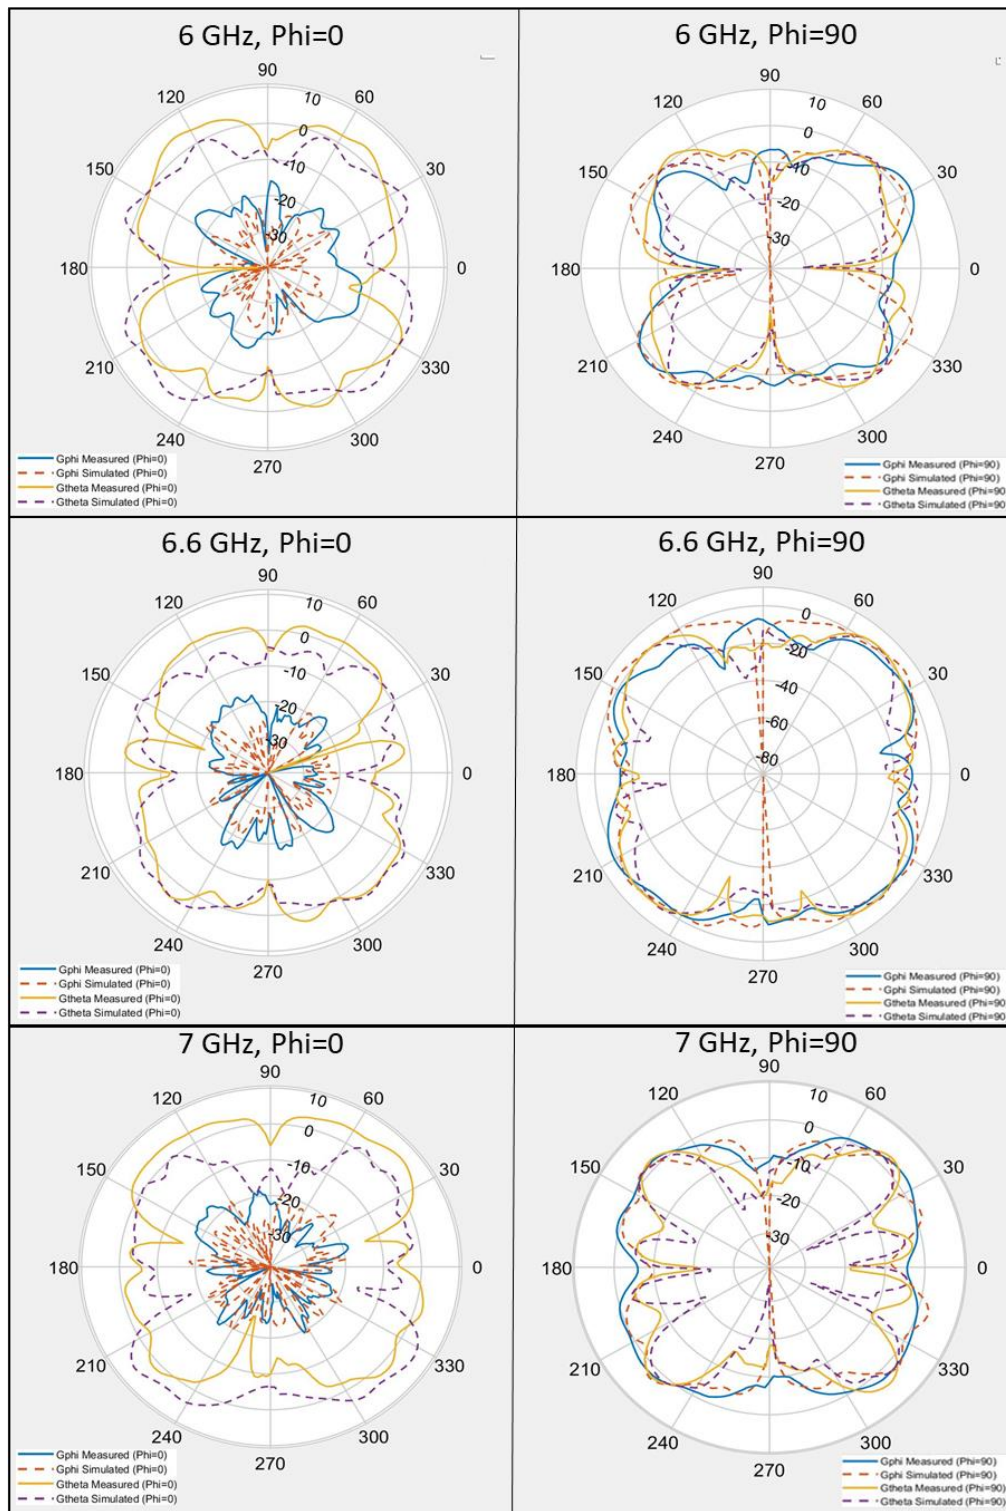 6 GHz, Phi=0
90
120 60
10
0
150 30
-10
-20
-30
180 0
210 330
240 300
270
Gphi Measured (Phi=0)
Gphi Simulated (Phi=0)
Gtheta Measured (Phi=0)
Gtheta Simulated (Phi=0)
6 GHz, Phi=90
90
120 60
10
0
150 30
-10
-20
-30
180 0
210 330
240 300
270
Gphi Measured (Phi=90)
Gphi Simulated (Phi=90)
Gtheta Measured (Phi=90
Gtheta Simulated (Phi=90
6.6 GHz, Phi=0
90
120 60
10
0
150 30
-10
-20
-30
180 0
210 330
240 300
270
Gphi Measured (Phi=0)
Gphi Simulated (Phi=0)
Gtheta Measured (Phi=0)
Gtheta Simulated (Phi=0)
6.6 GHz, Phi=90
90
120 60
0
-20
150 30
-40
-60
-80
180 0
210 330
240 300
270
Gphi Measured (Phi=90)
Gphi Simulated (Phi=90)
Gtheta Measured (Phi=90
Gtheta Simulated (Phi=90
7 GHz, Phi=0
90
120 60
10
0
150 30
-10
-20
-30
180 0
210 330
240 300
270
Gphi Measured (Phi=0)
Gphi Simulated (Phi=0)
Gtheta Measured (Phi=0)
Gtheta Simulated (Phi=0)
7 GHz, Phi=90
90
120 60
10
0
150 30
-10
-20
-30
180 0
210 330
240 300
270
Gphi Measured (Phi=90)
Gphi Simulated (Phi=90)
Gtheta Measured (Phi=90
Gtheta Simulated (Phi=90